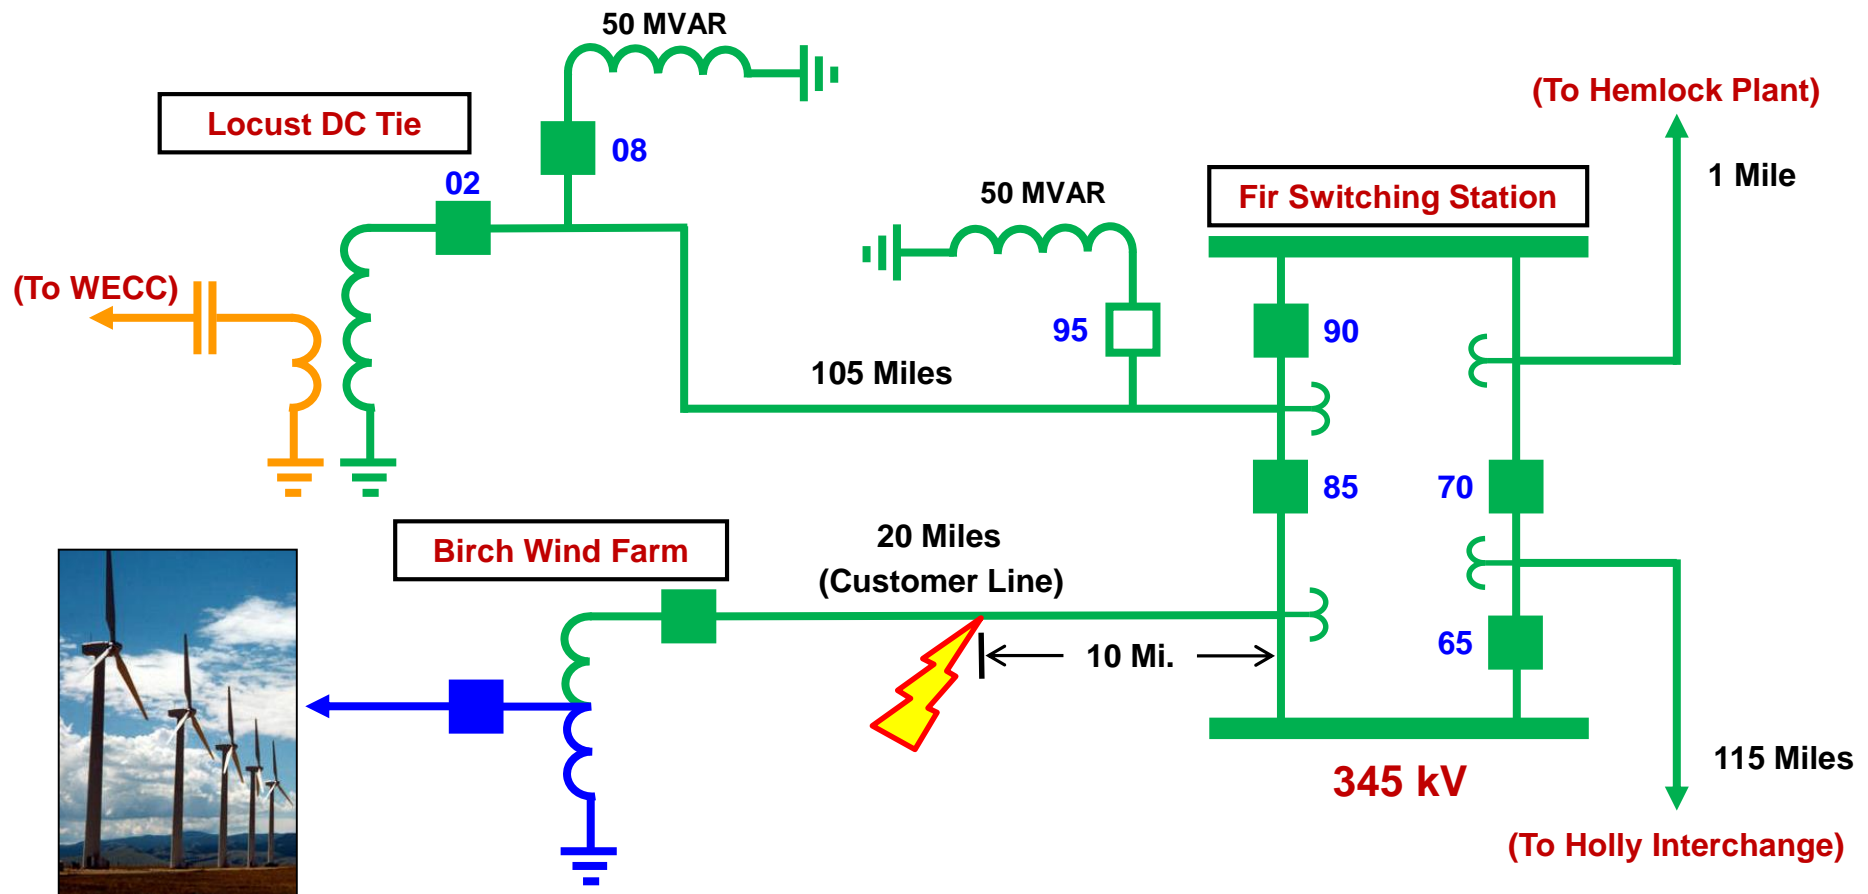 50 MVAR
Locust DC Tie
08
02
(To Hemlock Plant)
1 Mile
50 MVAR
Fir Switching Station
(To WECC)
95
90
105 Miles
85
70
Birch Wind Farm
20 Miles
(Customer Line)
10 Mi.
65
345 kV
115 Miles
(To Holly Interchange)